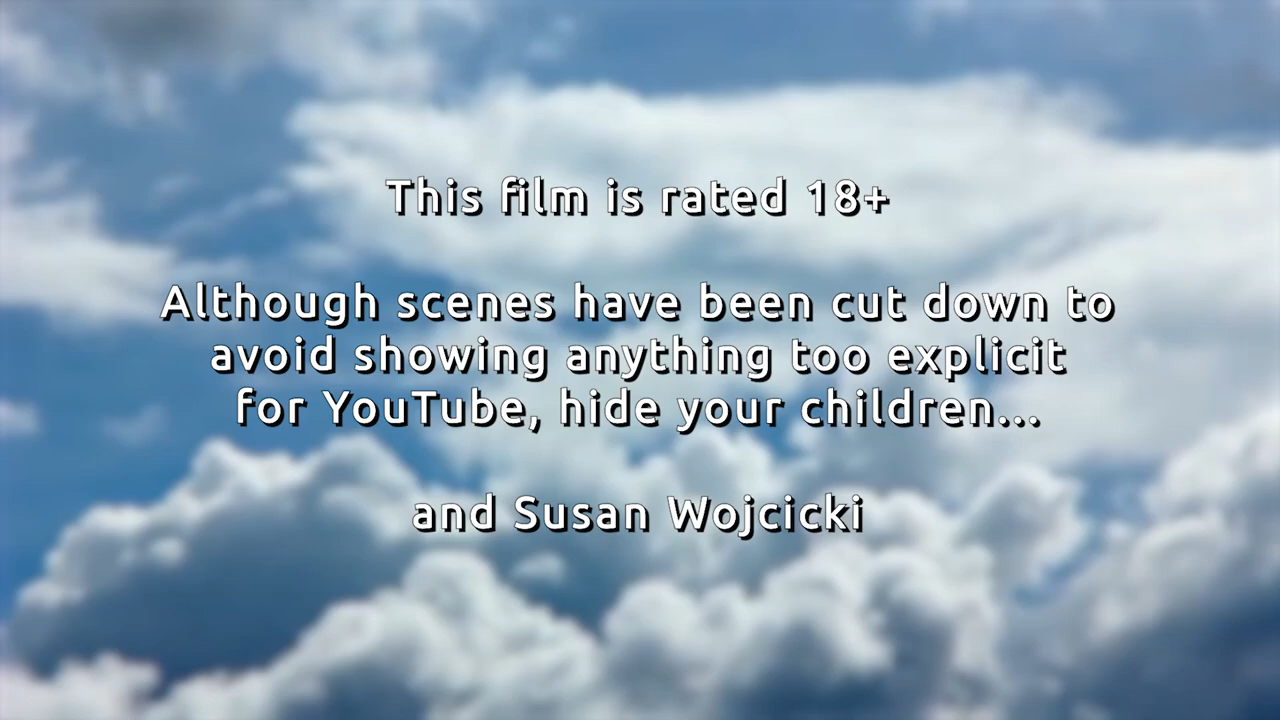 This film is rated 18+
Although scenes have been cut down to
avoid showing anything too explicit
for YouTube, hide your children...
and Susan Wojcicki